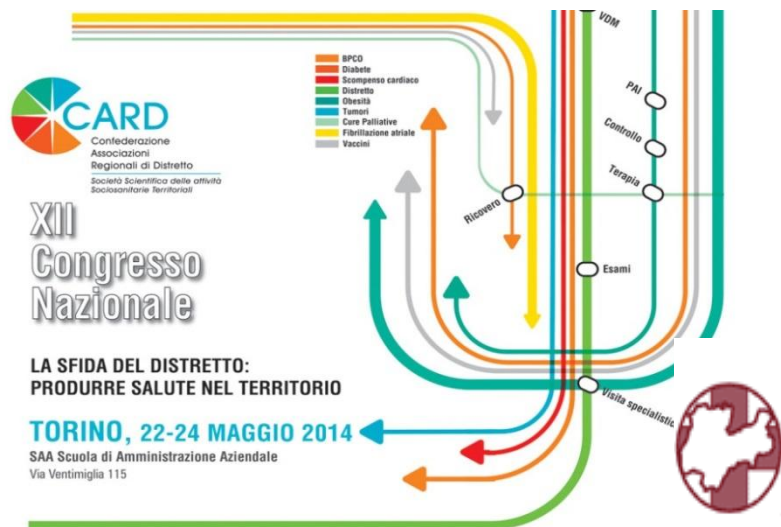 CARD
Confederazione
Associazioni
Regionali di Distretto
Società Scientifica delle attività
Sociosanitarie Territoriali
XII
Congresso
Nazionale
LA SFIDA DEL DISTRETTO:
PRODURRE SALUTE NEL TERRITORIO
TORINO, 22-24 MAGGIO 2014
SAA Scuola di Amministrazione Aziendale
Via Ventimiglia 115
BPCO
Diabete
Scompenso cardiaco
Distretto
Obesità
Tumori
Cure Palliative
Fibrillazione atriale
Vaccini
VDM
PAI
Controllo
Terapia
Ricovero
Esami
Visita specialistic